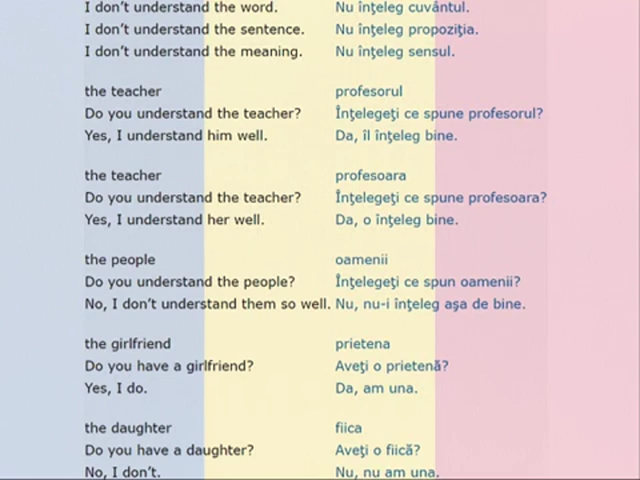 I don't understand the word. Nu înţeleg cuvântul.
I don't understand the sentence. Nu înţeleg propoziţia.
I don't understand the meaning. Nu înţeleg sensul.
the teacher profesorul
Do you understand the teacher? Înţelegeţi ce spune profesorul?
Yes, I understand him well. Da, îl înţeleg bine.
the teacher profesoara
Do you understand the teacher? Înţelegeţi ce spune profesoara?
Yes, I understand her well. Da, o înţeleg bine.
the people oamenii
Do you understand the people? Înţelegeţi ce spun oamenii?
No, I don't understand them so well. Nu, nu-i înţeleg aşa de bine.
the girlfriend prietena
Do you have a girlfriend? Aveţi o prietenă?
Yes, I do. Da, am una.
the daughter fiica
Do you have a daughter? Aveţi o fiică?
No, I don't. Nu, nu am una.